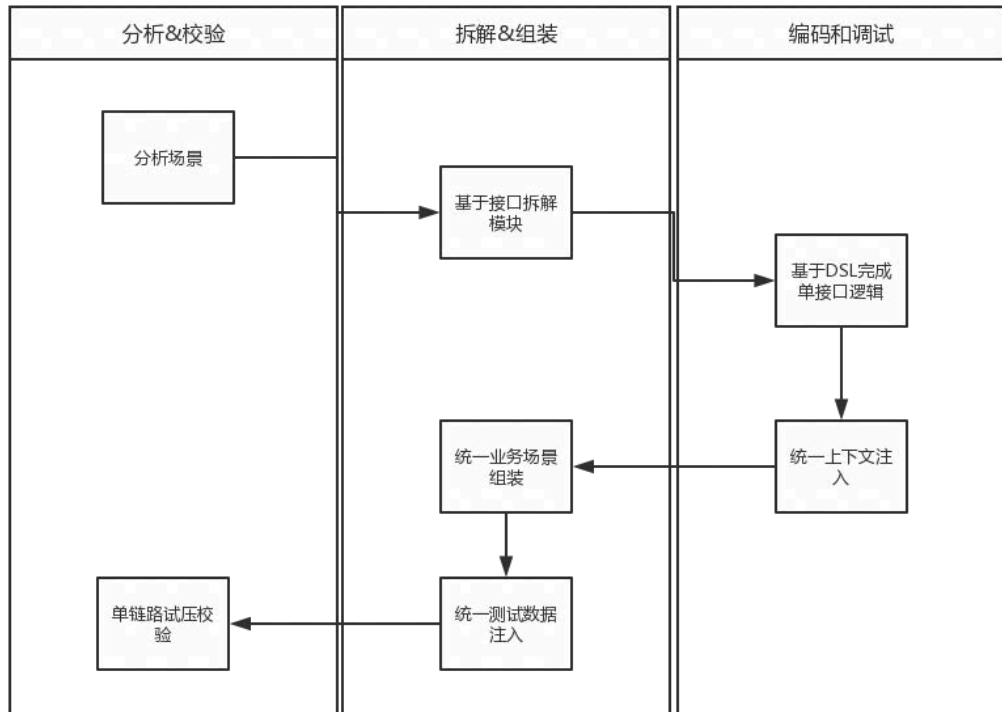 分析&校验
拆解&组装
编码和调试
分析场景
基于接口拆解
模块
基于DSL完成
单接口逻辑
统一业务场景
组装
统一上下文注
入
单链路试压校
验
统一测试数据
注入